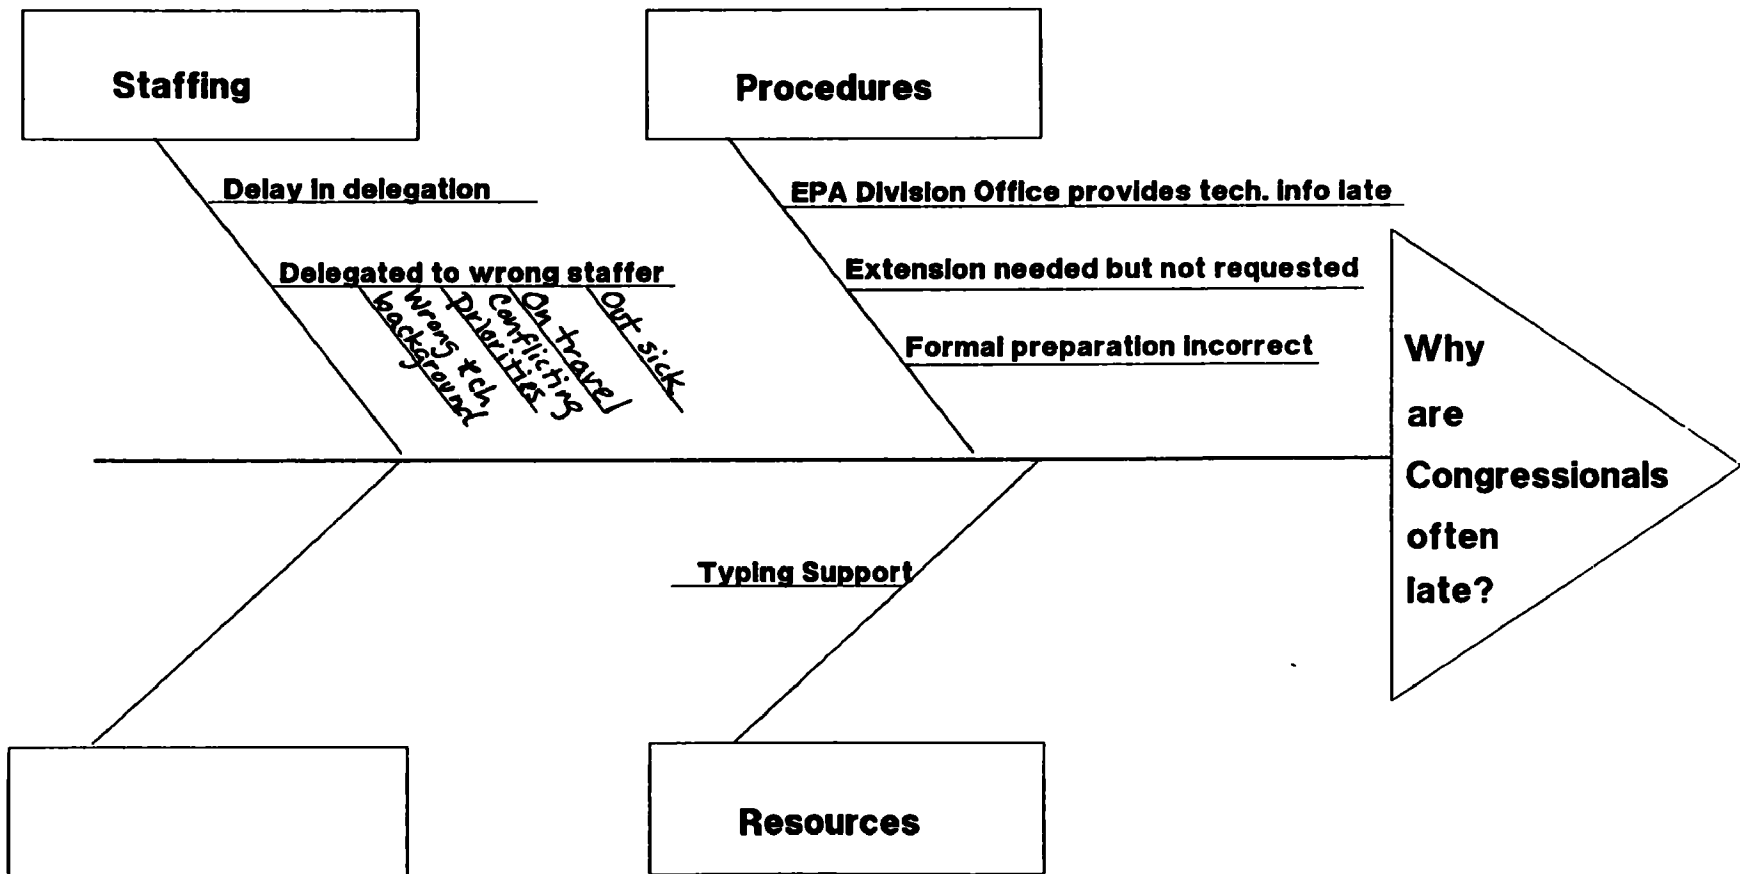 Staffing
Procedures
Delay in delegation
EPA Division Office provides tech. info late
Delegated to wrong staffer
Extension needed but not requested
Wrong tch
background
Conflicting
Priorities
On travel
Out sick
Formal preparation incorrect
Why
are
Congressionals
often
late?
Typing Support
Resources